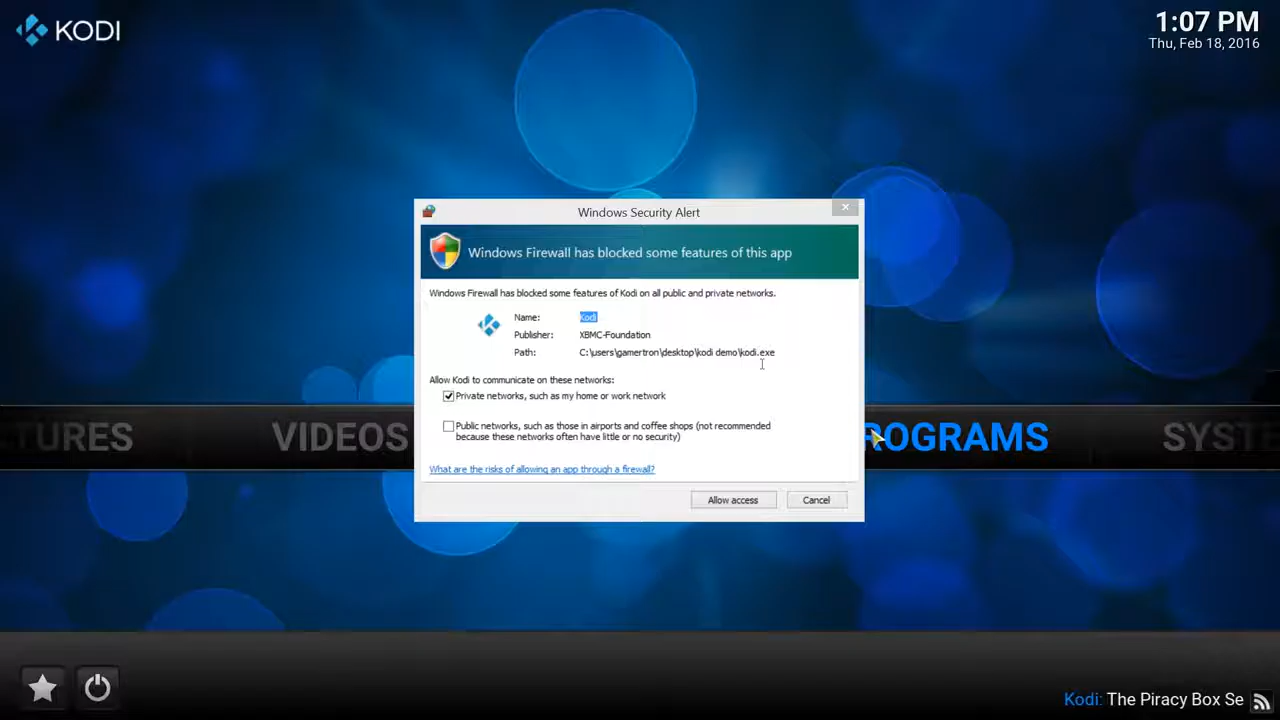 KODI
1:07 PM
Thu, Feb 18, 2016
Windows Security Alert
Windows Firewall has blocked some features of this app
Windows Firewall has blocked some features of Kodi on all public and private networks.
Name: Kodi
Publisher: XBMC-Foundation
Path: C:\users\gamertron\desktop\kodi demo\kodi.exe
Allow Kodi to communicate on these networks:
Private networks, such as my home or work network
Public networks, such as those in airports and coffee shops (not recommended
because these networks often have little or no security)
What are the risks of allowing an app through a firewall?
Allow access Cancel
TURES VIDEOS ROGRAMS SYSTE
Kodi: The Piracy Box Se